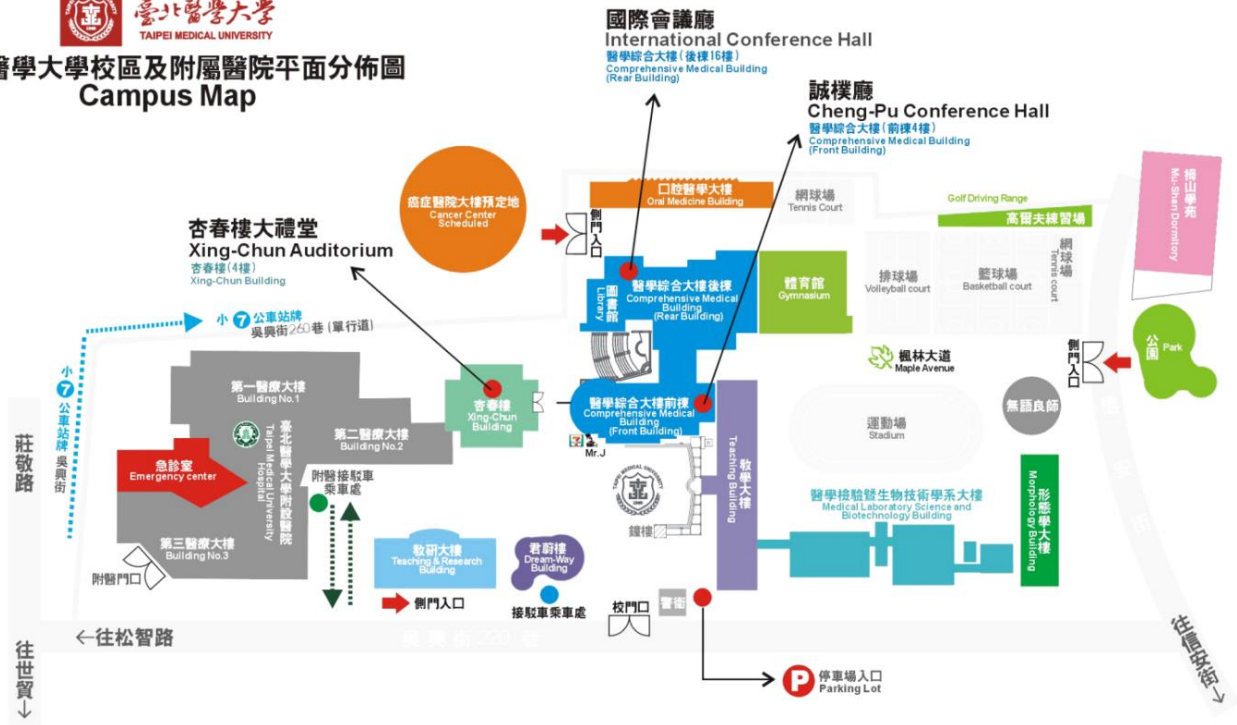 臺北醫學大學
TAIPEI MEDICAL UNIVERSITY
醫學大學校區及附屬醫院平面分佈圖
Campus Map
國際會議廳
International Conference Hall
醫學綜合大樓(後棟16樓)
Comprehensive Medical Building
(Rear Building)
誠樸廳
Cheng-Pu Conference Hall
醫學綜合大樓(前棟4樓)
Comprehensive Medical Building
(Front Building)
杏春樓大禮堂
Xing-Chun Auditorium
杏春樓(4樓)
Xing-Chun Building
癌症醫院大樓預定地
Cancer Center
Scheduled
側門入口
口腔醫學大樓
Oral Medicine Building
網球場
Tennis Court
Golf Driving Range
高爾夫練習場
拇山學苑
Mu-Shan Dormitory
圖書館
Library
醫學綜合大樓後棟
Comprehensive Medical
Building
(Rear Building)
體育館
Gymnasium
排球場
Volleyball court
籃球場
Basketball court
網球場
Tennis court
公園 Park
側門入口
楓林大道
Maple Avenue
小 7 公車站牌
吳興街260巷 (單行道)
小 7 公車站牌 吳興街
莊敬路
第一醫療大樓
Building No.1
第二醫療大樓
Building No.2
臺北醫學大學附設醫院
Taipei Medical University
Hospital
急診室
Emergency center
第三醫療大樓
Building No.3
附醫門口
附醫接駁車
乘車處
杏春樓
Xing-Chun
Building
醫學綜合大樓前棟
Comprehensive Medical
Building
(Front Building)
Mr.J
TAIPEI MEDICAL UNIVERSITY
鐘樓
教學大樓
Teaching Building
運動場
Stadium
無語良師
醫學檢驗暨生物技術學系大樓
Medical Laboratory Science and
Biotechnology Building
形態學大樓
Morphology Building
教研大樓
Teaching & Research
Building
君蔚樓
Dream-Way
Building
側門入口
接駁車乘車處
校門口
警衛
←往松智路
吳興街220巷
往世貿↓
往信安街↓
P 停車場入口
Parking Lot